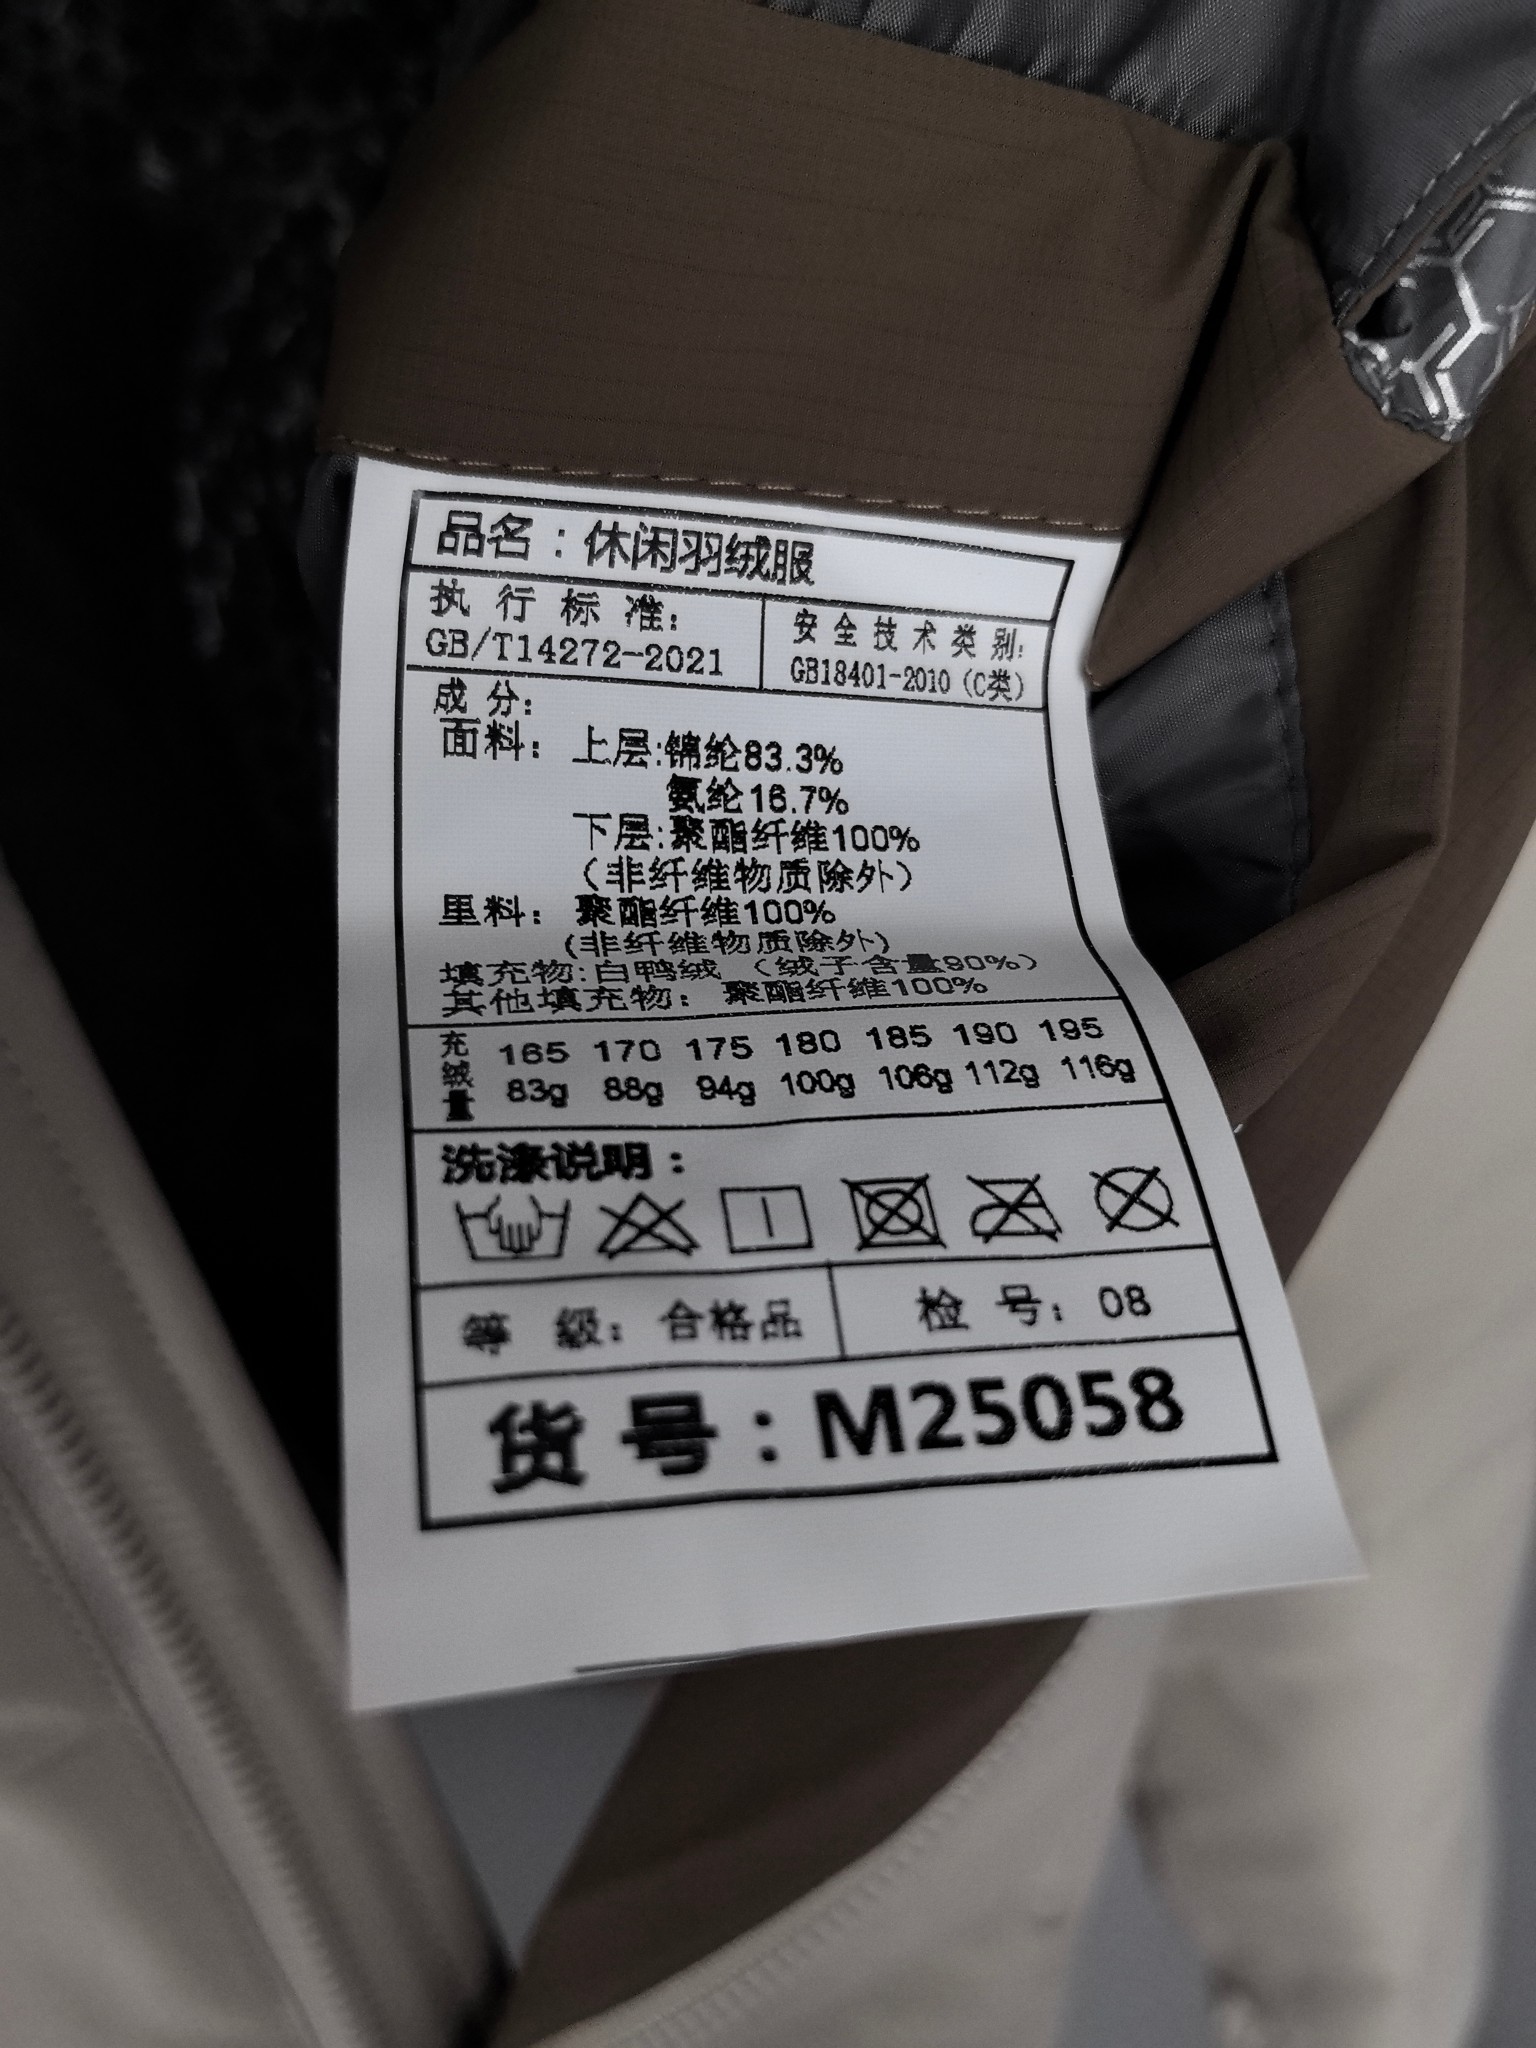 品名：休闲羽绒服
执行标准：
GB/T14272-2021
安全技术类别：
GB18401-2010（C类）
成分：
面料：上层:锦纶83.3%
氨纶16.7%
下层:聚酯纤维100%
（非纤维物质除外）
里料：聚酯纤维100%
（非纤维物质除外）
填充物:白鸭绒（绒子含量90%）
其他填充物：聚酯纤维100%
充绒量
165 170 175 180 185 190 195
83g 88g 94g 100g 106g 112g 116g
洗涤说明：
等级：合格品
检号：08
货号：M25058